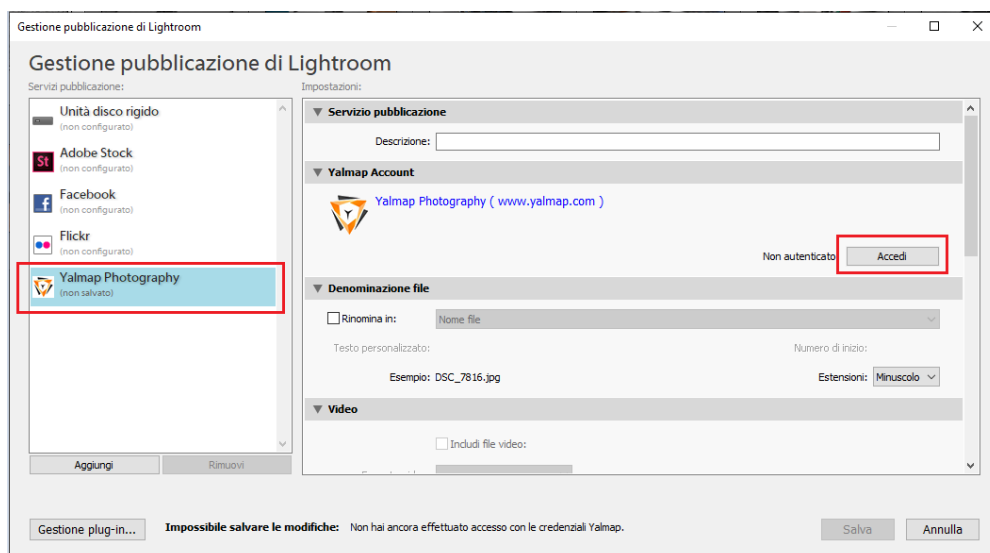 Gestione pubblicazione di Lightroom
Gestione pubblicazione di Lightroom
Servizi pubblicazione:
Unità disco rigido
(non configurato)
St
Adobe Stock
(non configurato)
Facebook
(non configurato)
Flickr
(non configurato)
Yalmap Photography
(non salvato)
Aggiungi
Rimuovi
Impostazioni:
Servizio pubblicazione
Descrizione:
Yalmap Account
Yalmap Photography ( www.yalmap.com )
Non autenticato
Accedi
Denominazione file
Rinomina in:
Nome file
Testo personalizzato:
Numero di inizio:
Esempio: DSC_7816.jpg
Estensioni: Minuscolo
Video
Includi file video:
Gestione plug-in...
Impossibile salvare le modifiche: Non hai ancora effettuato accesso con le credenziali Yalmap.
Salva
Annulla